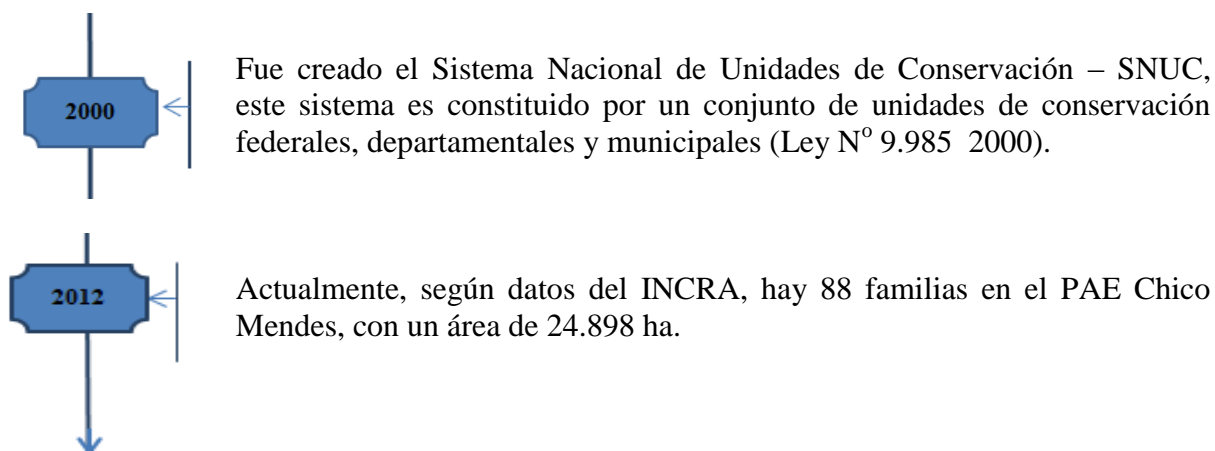 2000
Fue creado el Sistema Nacional de Unidades de Conservación – SNUC,
este sistema es constituido por un conjunto de unidades de conservación
federales, departamentales y municipales (Ley Nº 9.985 2000).
2012
Actualmente, según datos del INCRA, hay 88 familias en el PAE Chico
Mendes, con un área de 24.898 ha.